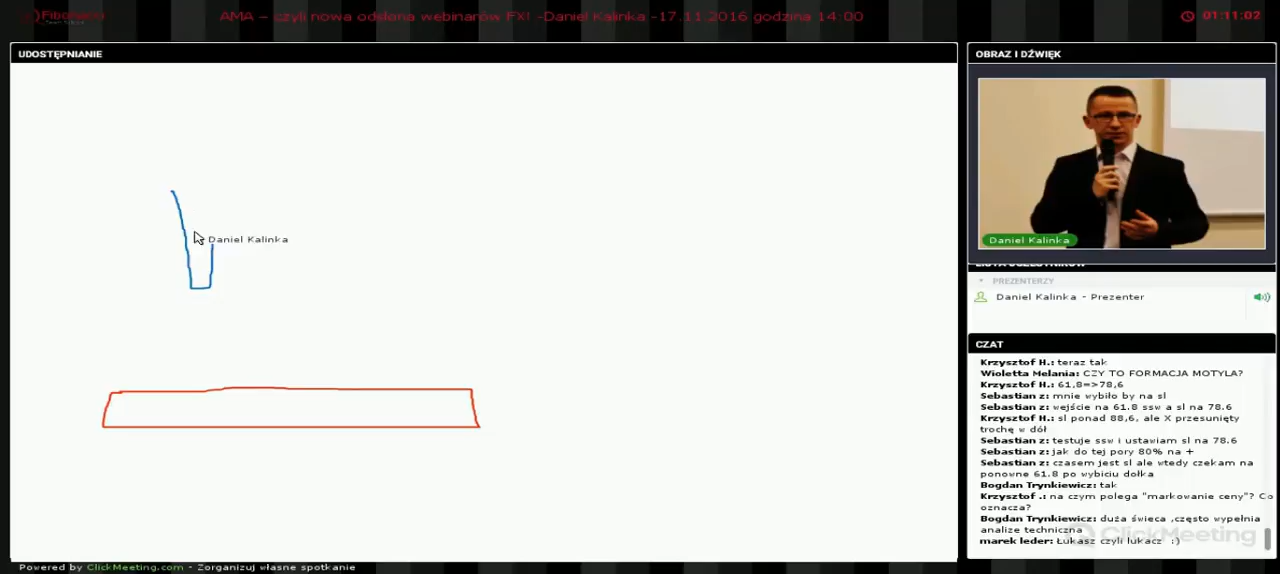 Fibonacci
AMA – czyli nowa odsłona webinarów FX! -Daniel Kalinka -17.11.2016 godzina 14:00
01:11:02
UDOSTĘPNIANIE
Daniel Kalinka
OBRAZ I DŹWIĘK
Daniel Kalinka
LISTA UCZESTNIKÓW
PREZENTERZY
Daniel Kalinka - Prezenter
CZAT
Krzysztof H.: teraz tak
Wioletta Melania: CZY TO FORMACJA MOTYLA?
Krzysztof H.: 61,8=>78,6
Sebastian z: mnie wybiło by na sl
Sebastian z: wejście na 61.8 ssw a sl na 78.6
Krzysztof H.: sl ponad 88,6, ale X przesunięty
trochę w dół
Sebastian z: testuje ssw i ustawiam sl na 78.6
Sebastian z: jak do tej pory 80% na +
Sebastian z: czasem jest sl ale wtedy czekam na
ponowne 61.8 po wybiciu dołka
Bogdan Trynkiewicz: tak
Krzysztof .: na czym polega "markowanie ceny"? Co
oznacza?
Bogdan Trynkiewicz: duża świeca ,często wypełnia
analize techniczna
marek leder: Łukasz czyli lukacz :)
ClickMeeting
Powered by ClickMeeting.com - Zorganizuj własne spotkanie